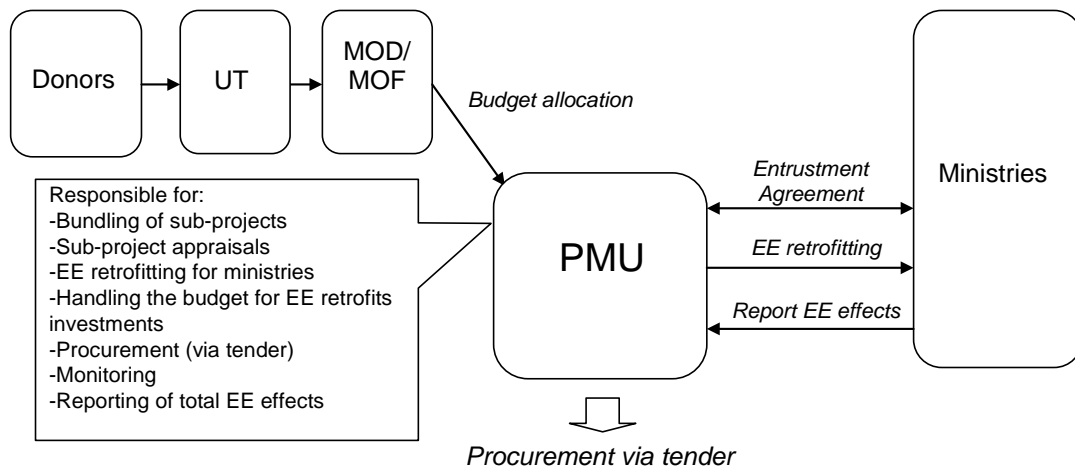 Donors
UT
MOD/
MOF
Budget allocation
Responsible for:
-Bundling of sub-projects
-Sub-project appraisals
-EE retrofitting for ministries
-Handling the budget for EE retrofits
investments
-Procurement (via tender)
-Monitoring
-Reporting of total EE effects
PMU
Entrustment
Agreement
EE retrofitting
Report EE effects
Ministries
Procurement via tender